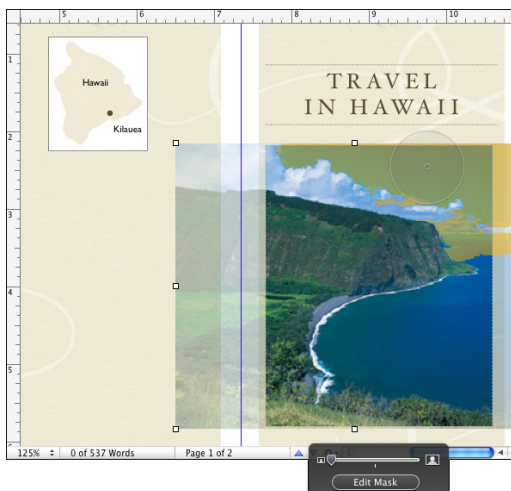 5 6 7 8 9 10
1
2
3
4
5
Hawaii
Kilauea
TRAVEL
IN HAWAII
125% 0 of 537 Words Page 1 of 2
Edit Mask